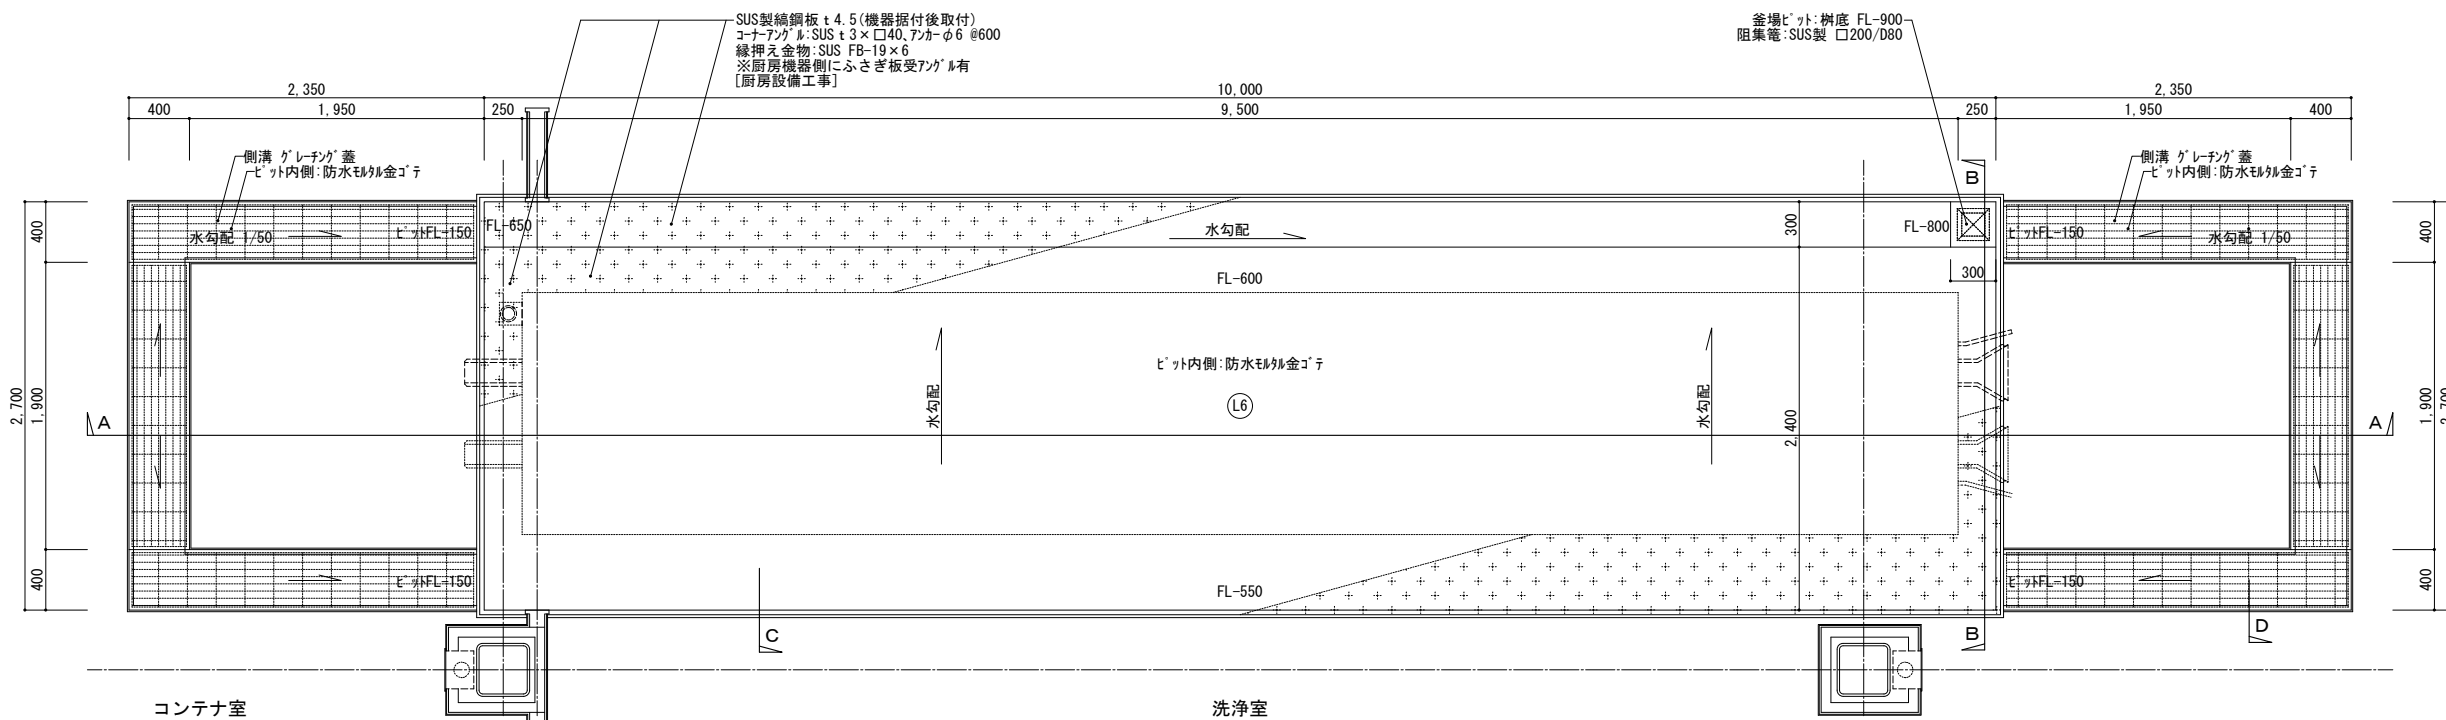 SUS製縞鋼板 t 4.5(機器据付後取付)
コーナーアングル:SUS t 3×□40、アンカーφ6 @600
縁押え金物:SUS FB-19×6
※厨房機器側にふさぎ板受アングル有
[厨房設備工事]
釜場ピット:桝底 FL-900
阻集篭:SUS製 □200/D80
2,350
10,000
2,350
400
1,950
250
9,500
250
1,950
400
側溝 グレーチング蓋
ピット内側:防水モルタル金ゴテ
側溝 グレーチング蓋
ピット内側:防水モルタル金ゴテ
B
400
水勾配 1/50
ピットFL-150
FL-650
水勾配
300
FL-800
ピットFL-150
水勾配 1/50
400
FL-600
300
ピット内側:防水モルタル金ゴテ
L6
水勾配
水勾配
2,400
2,700
1,900
A
A
1,900
2,700
400
ピットFL-150
FL-550
ピットFL-150
400
C
B
D
コンテナ室
洗浄室